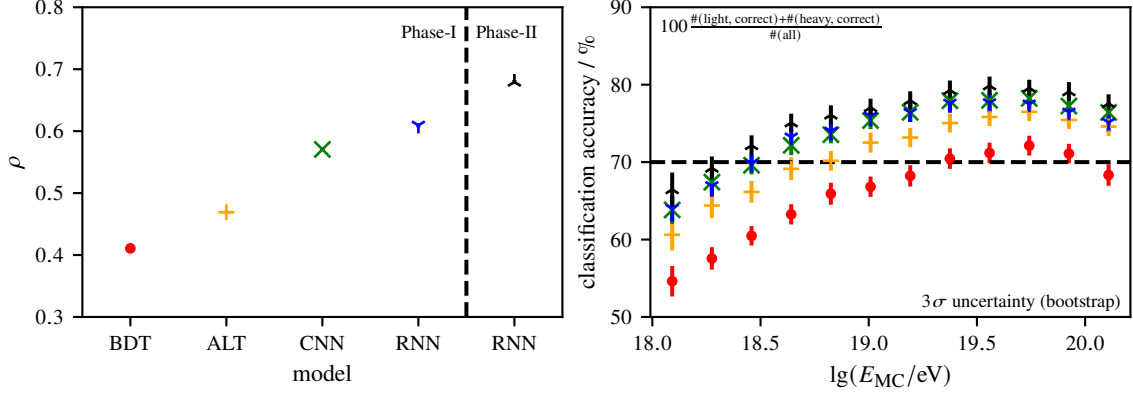 0.8
0.7
0.6
0.5
0.4
0.3
ρ
Phase-I
Phase-II
BDT
ALT
CNN
RNN
RNN
model
90
80
70
60
50
classification accuracy / %
100 #(light, correct)+#(heavy, correct)
#(all)
3σ uncertainty (bootstrap)
18.0
18.5
19.0
19.5
20.0
lg(E_MC/eV)